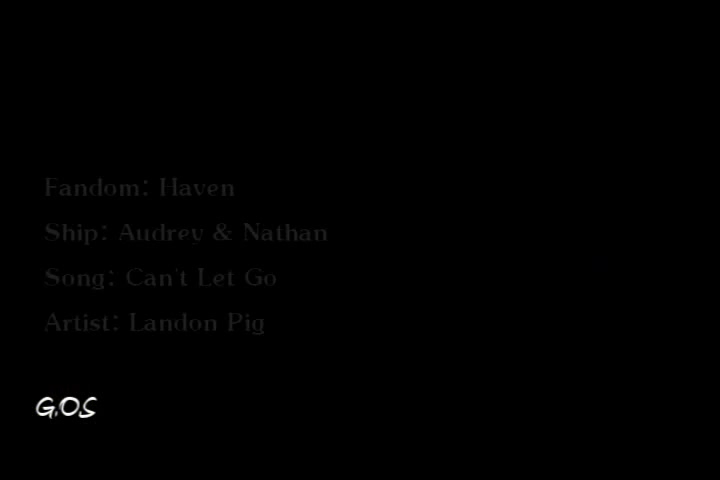 Fandom: Haven
Ship: Audrey & Nathan
Song: Can't Let Go
Artist: Landon Pig
G.O.S